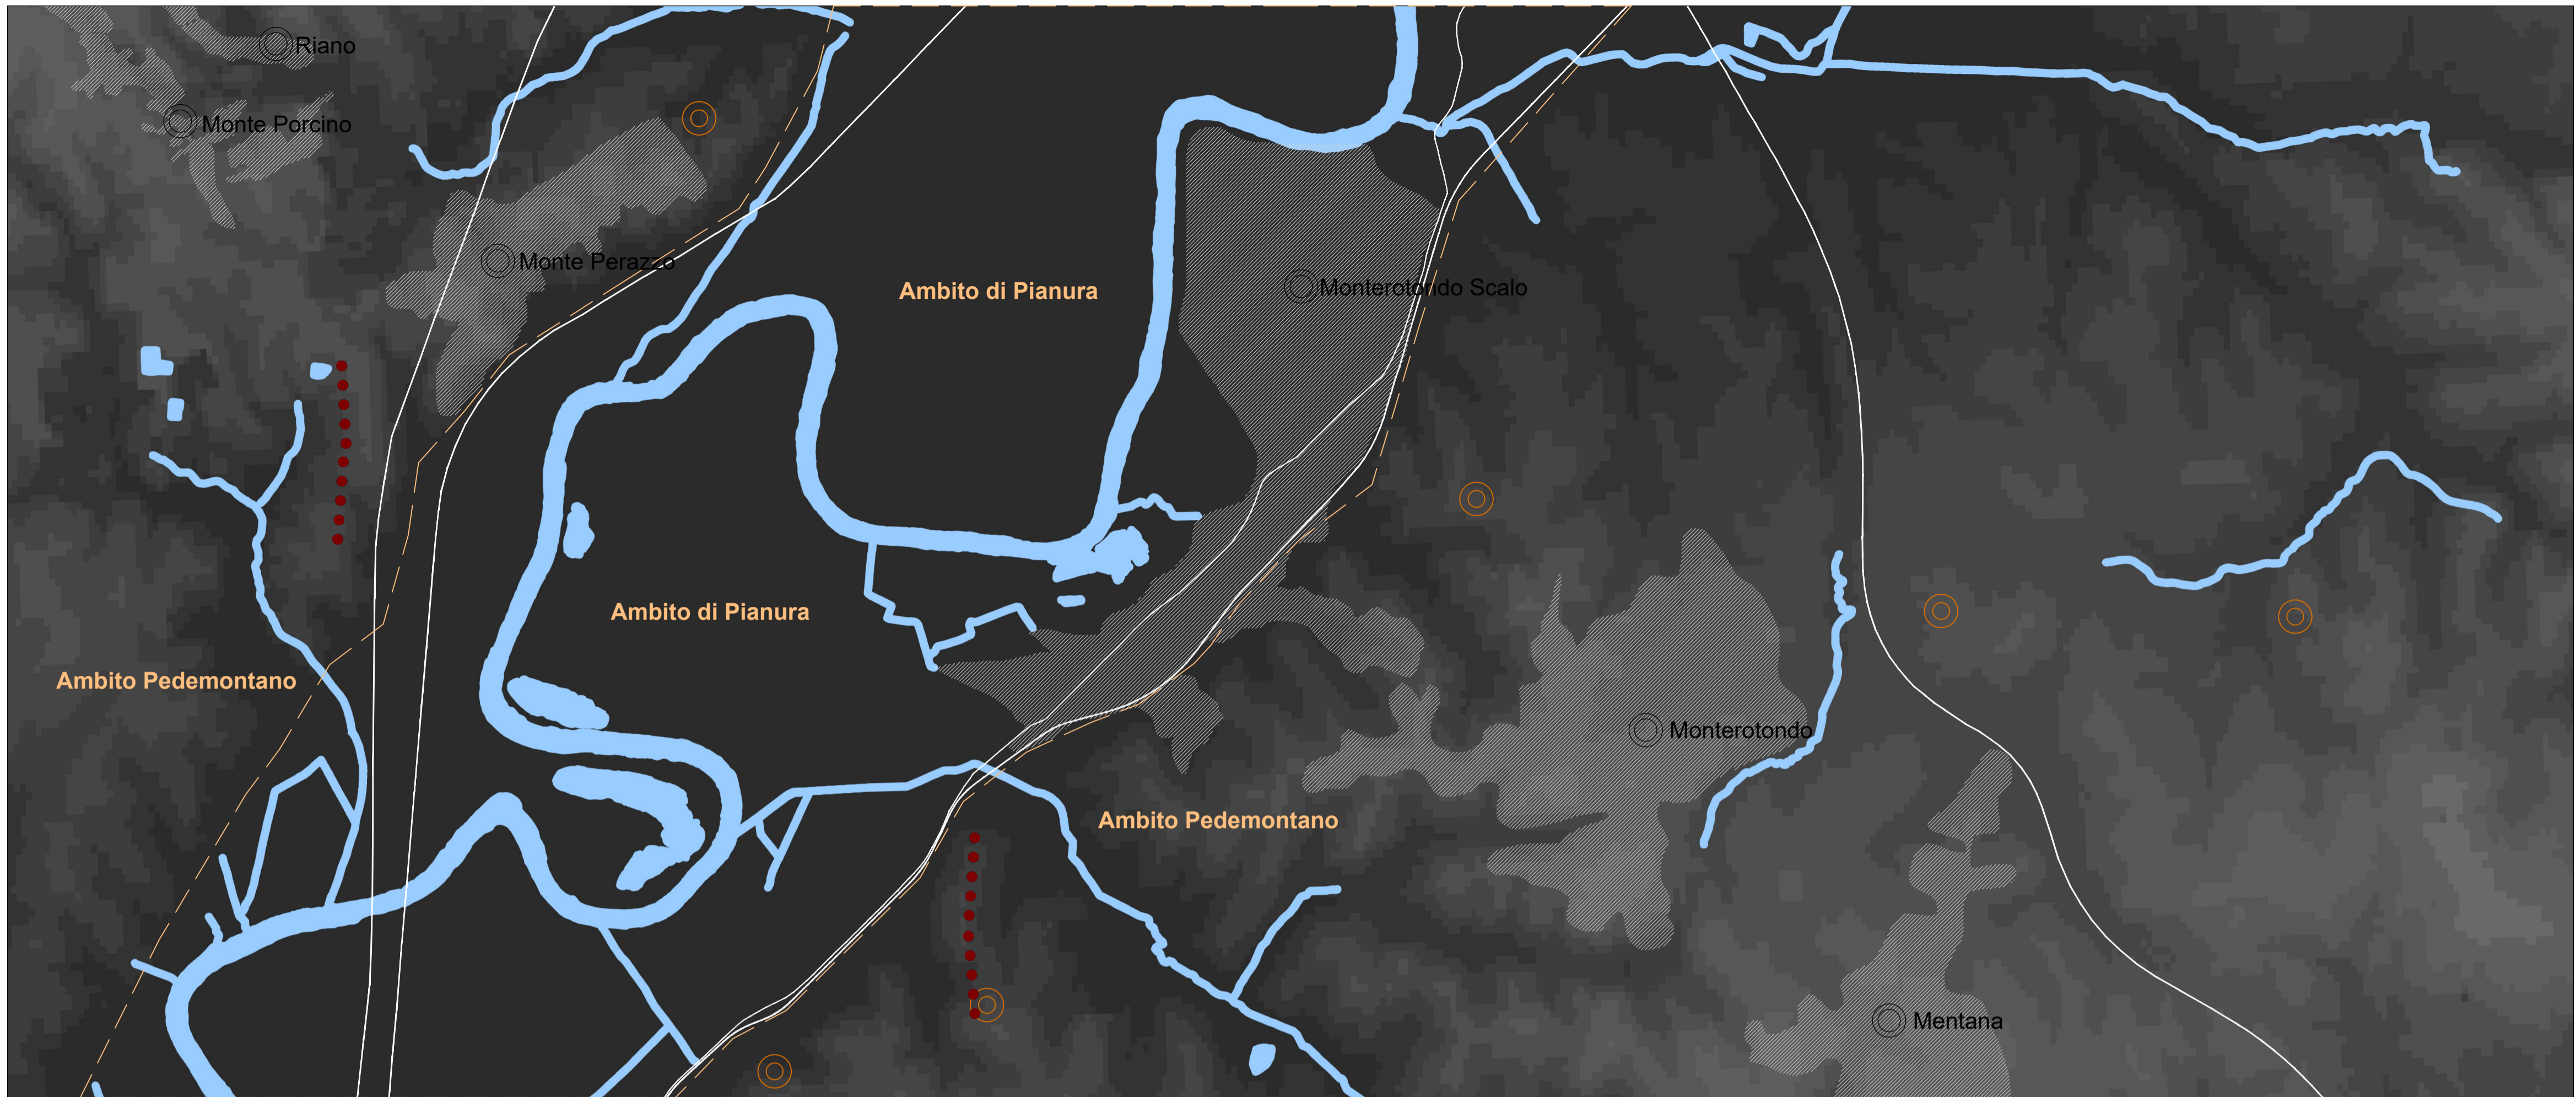 Riano
Monte Porcino
Monte Perazzo
Ambito di Pianura
Monterotondo Scalo
Ambito di Pianura
Ambito Pedemontano
Monterotondo
Ambito Pedemontano
Mentana